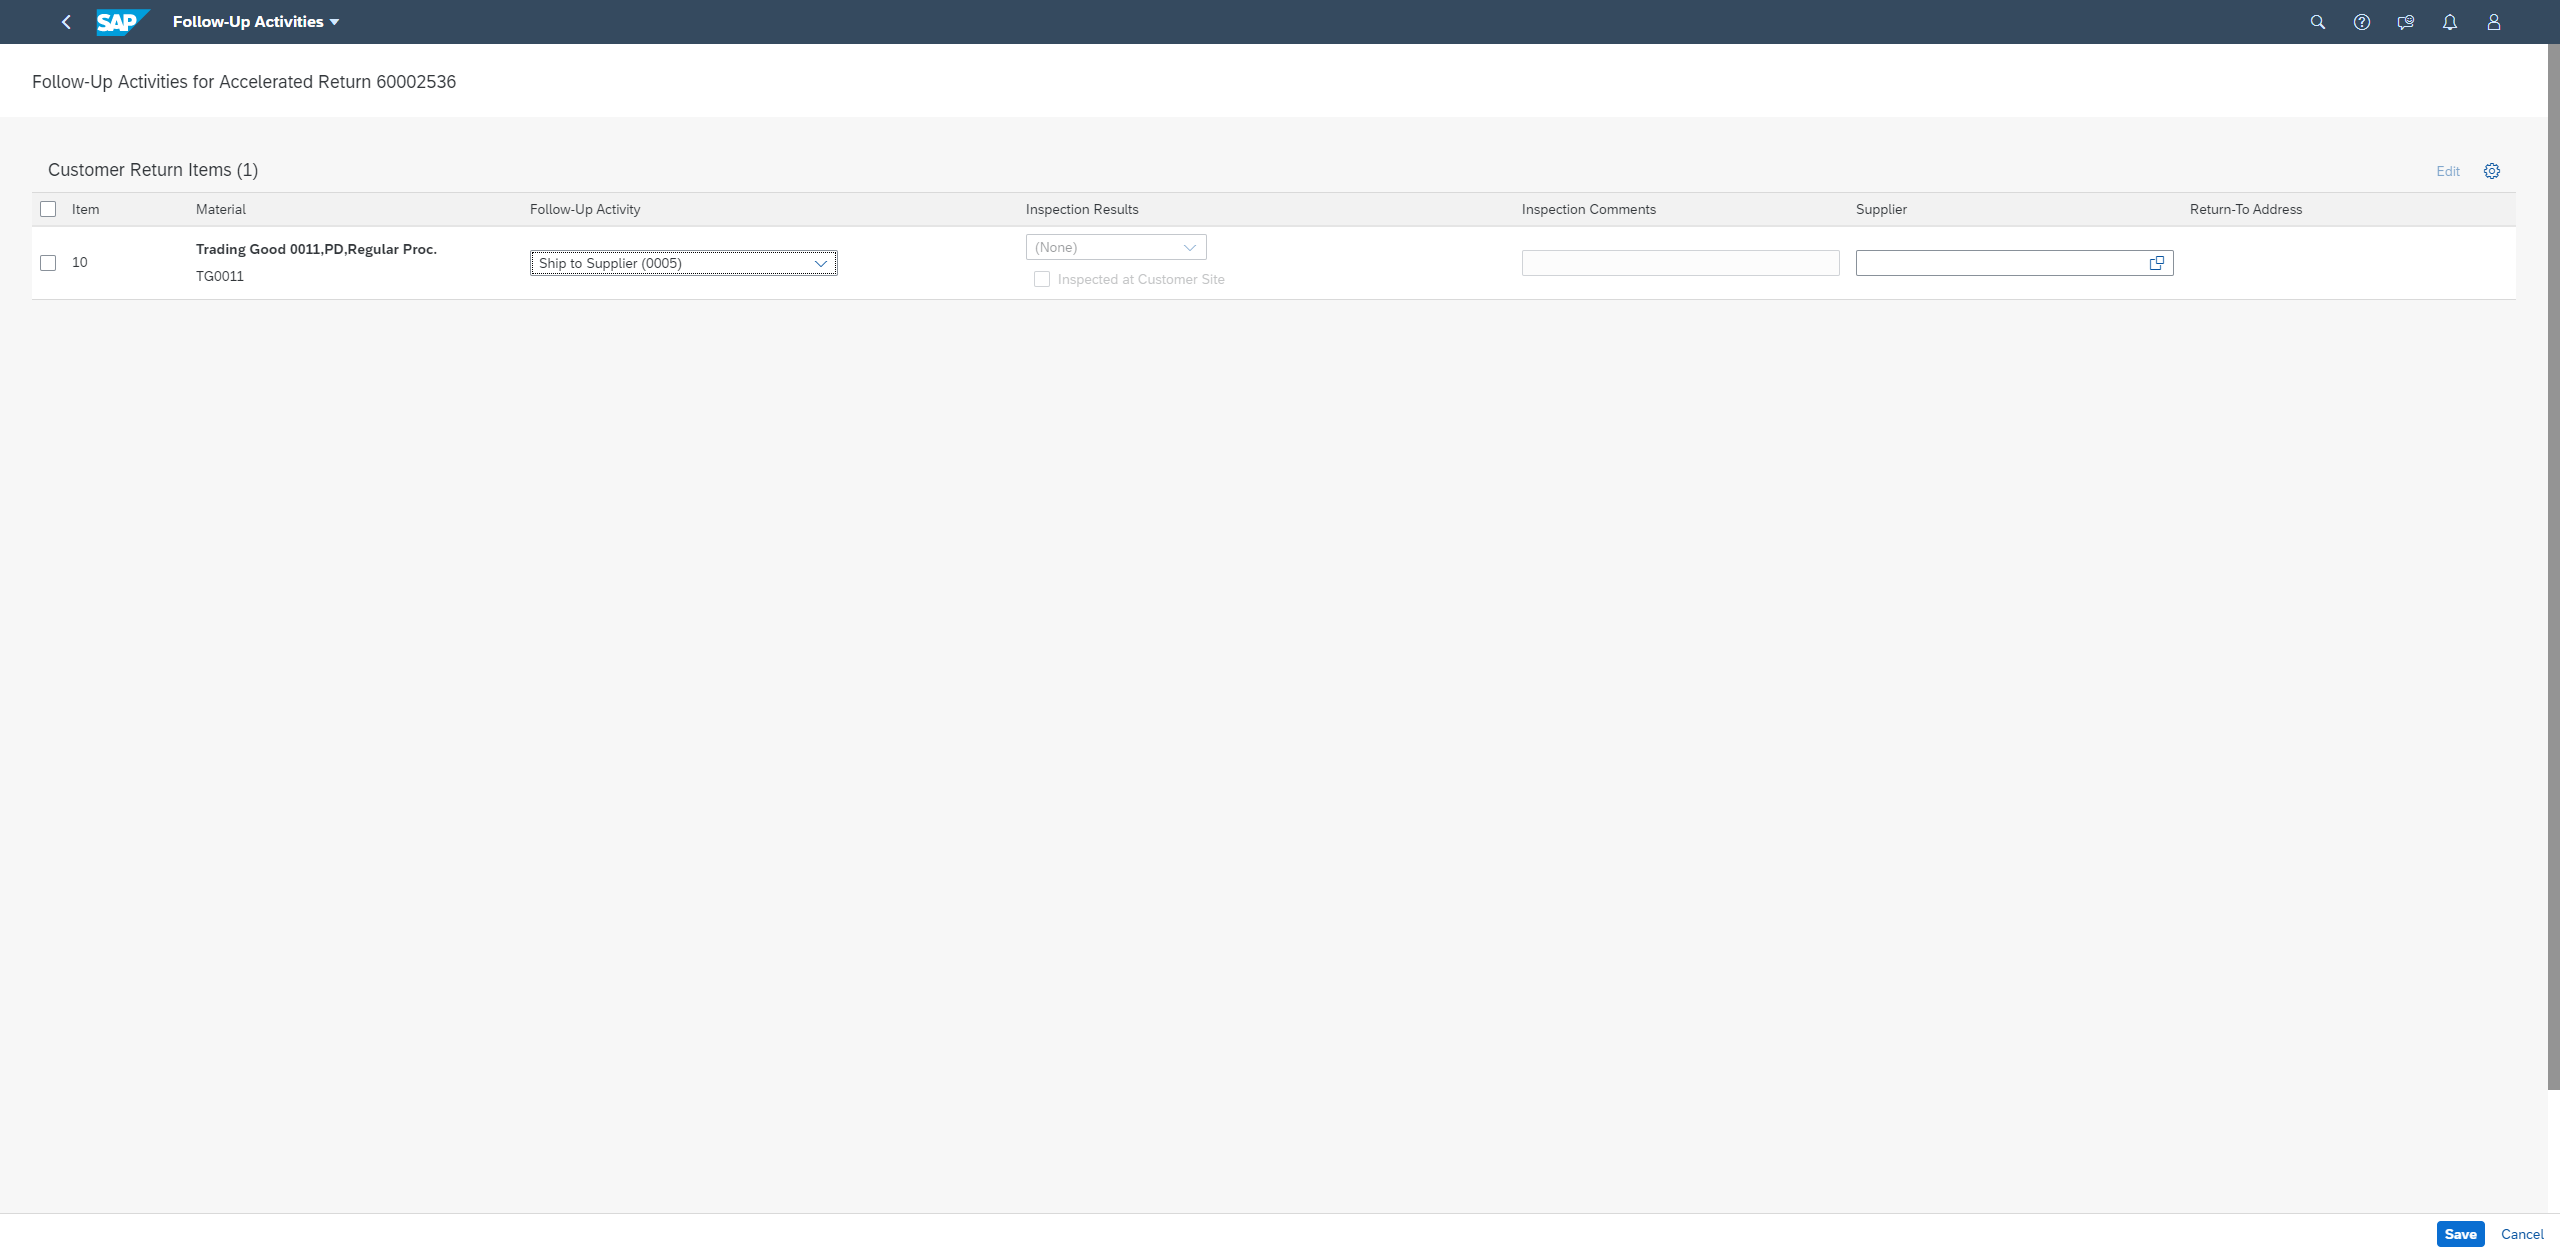 SAP Follow-Up Activities
Follow-Up Activities for Accelerated Return 60002536
Customer Return Items (1) Edit
Item Material Follow-Up Activity Inspection Results Inspection Comments Supplier Return-To Address
10 Trading Good 0011,PD,Regular Proc.
TG0011
Ship to Supplier (0005)
(None)
Inspected at Customer Site
Save Cancel